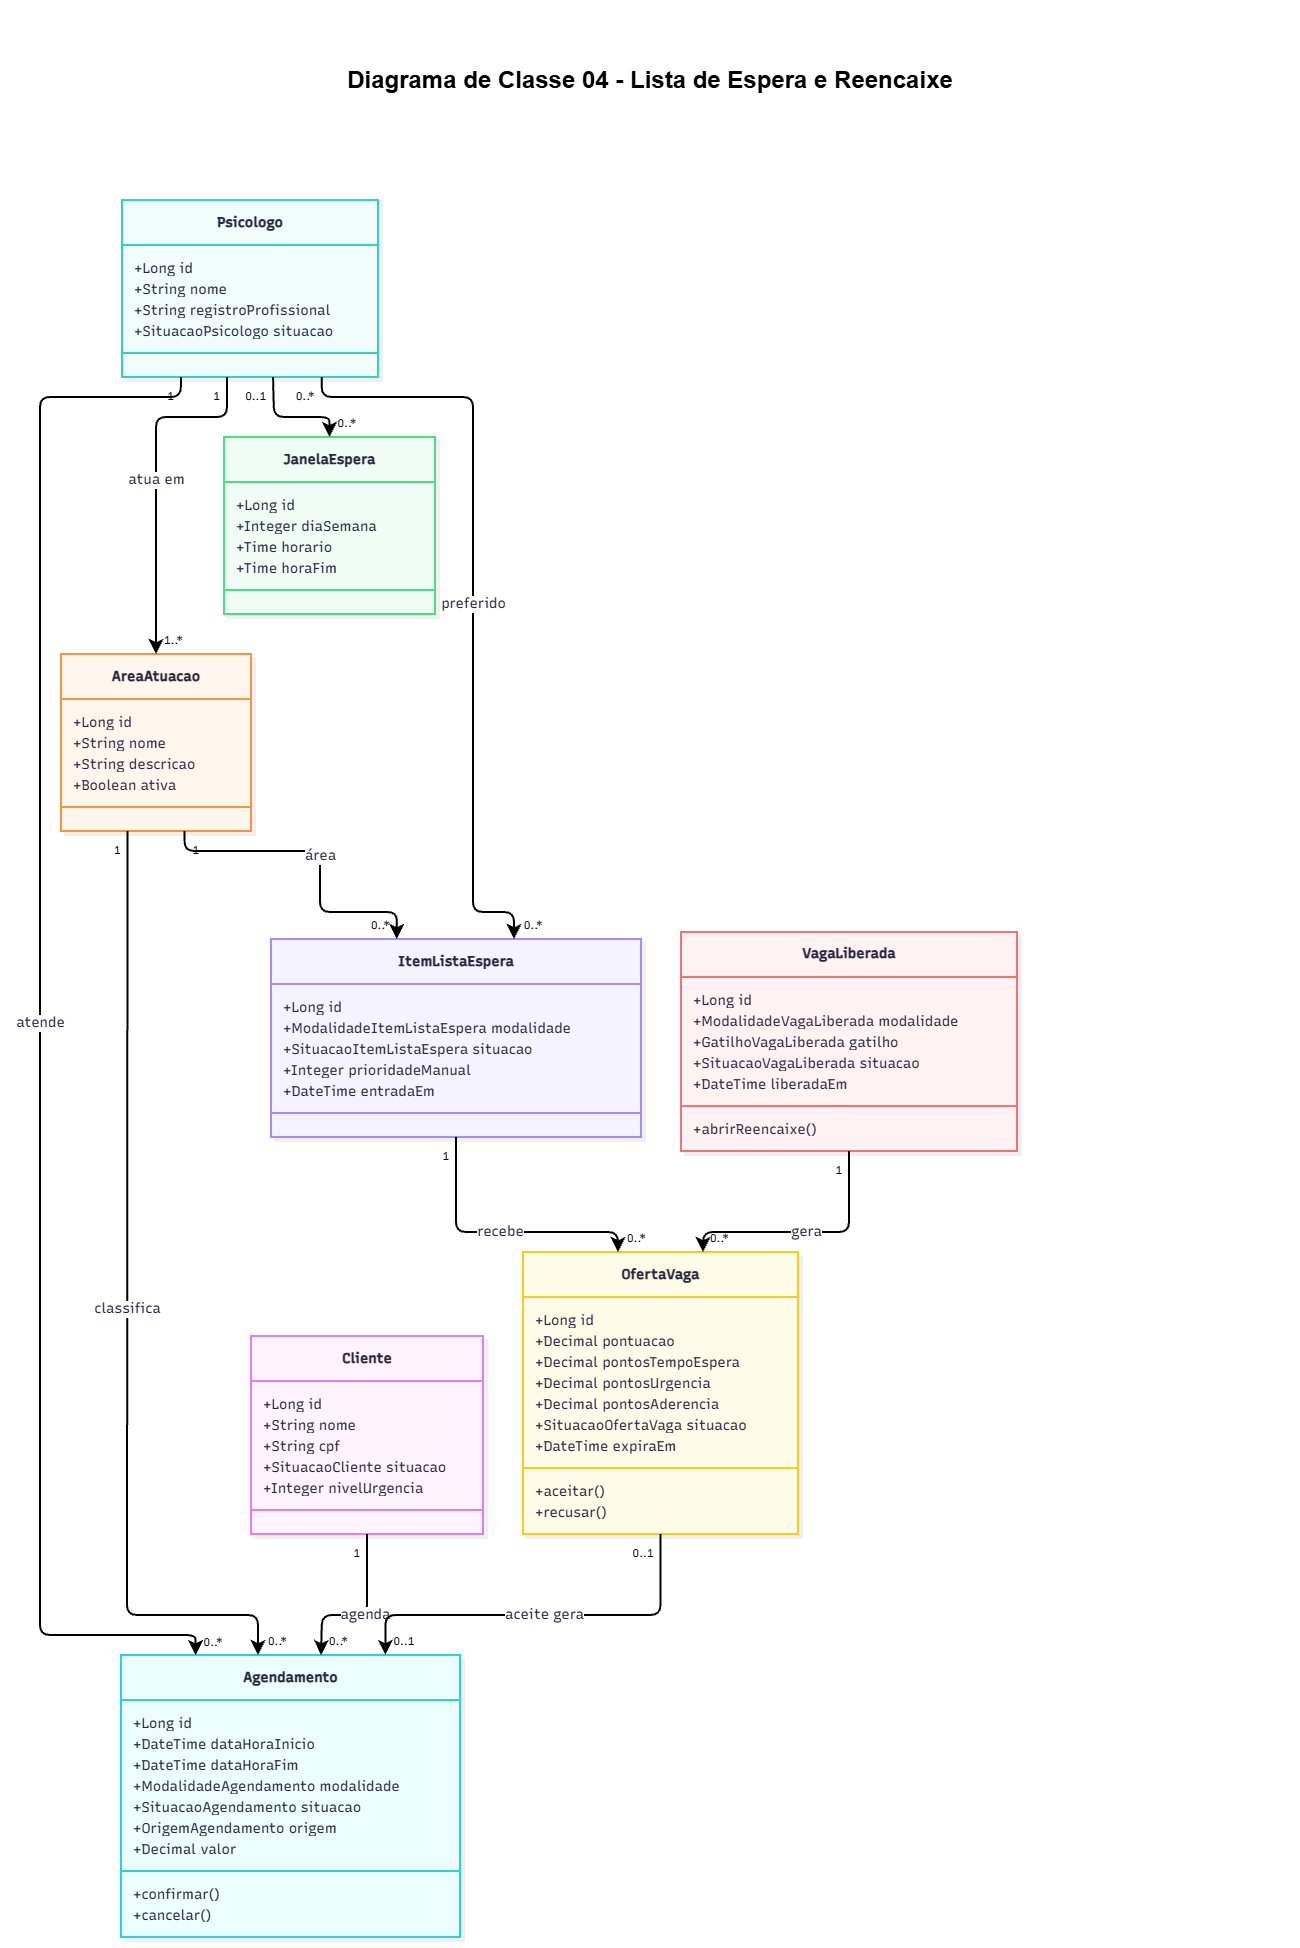 Diagrama de Classe 04 - Lista de Espera e Reencaixe
Psicologo
+Long id
+String nome
+String registroProfissional
+SituacaoPsicologo situacao
1
1
0..1
0..*
0..*
JanelaEspera
+Long id
+Integer diaSemana
+Time horario
+Time horaFim
atua em
preferido
1..*
AreaAtuacao
+Long id
+String nome
+String descricao
+Boolean ativa
1
1
área
0..*
0..*
ItemListaEspera
+Long id
+ModalidadeItemListaEspera modalidade
+SituacaoItemListaEspera situacao
+Integer prioridadeManual
+DateTime entradaEm
VagaLiberada
+Long id
+ModalidadeVagaLiberada modalidade
+GatilhoVagaLiberada gatilho
+SituacaoVagaLiberada situacao
+DateTime liberadaEm
+abrirReencaixe()
atende
1
1
recebe
gera
0..*
0..*
OfertaVaga
+Long id
+Decimal pontuacao
+Decimal pontosTempoEspera
+Decimal pontosUrgencia
+Decimal pontosAderencia
+SituacaoOfertaVaga situacao
+DateTime expiraEm
+aceitar()
+recusar()
classifica
Cliente
+Long id
+String nome
+String cpf
+SituacaoCliente situacao
+Integer nivelUrgencia
1
0..1
agenda
aceite gera
0..*
0..*
0..*
0..1
Agendamento
+Long id
+DateTime dataHoraInicio
+DateTime dataHoraFim
+ModalidadeAgendamento modalidade
+SituacaoAgendamento situacao
+OrigemAgendamento origem
+Decimal valor
+confirmar()
+cancelar()